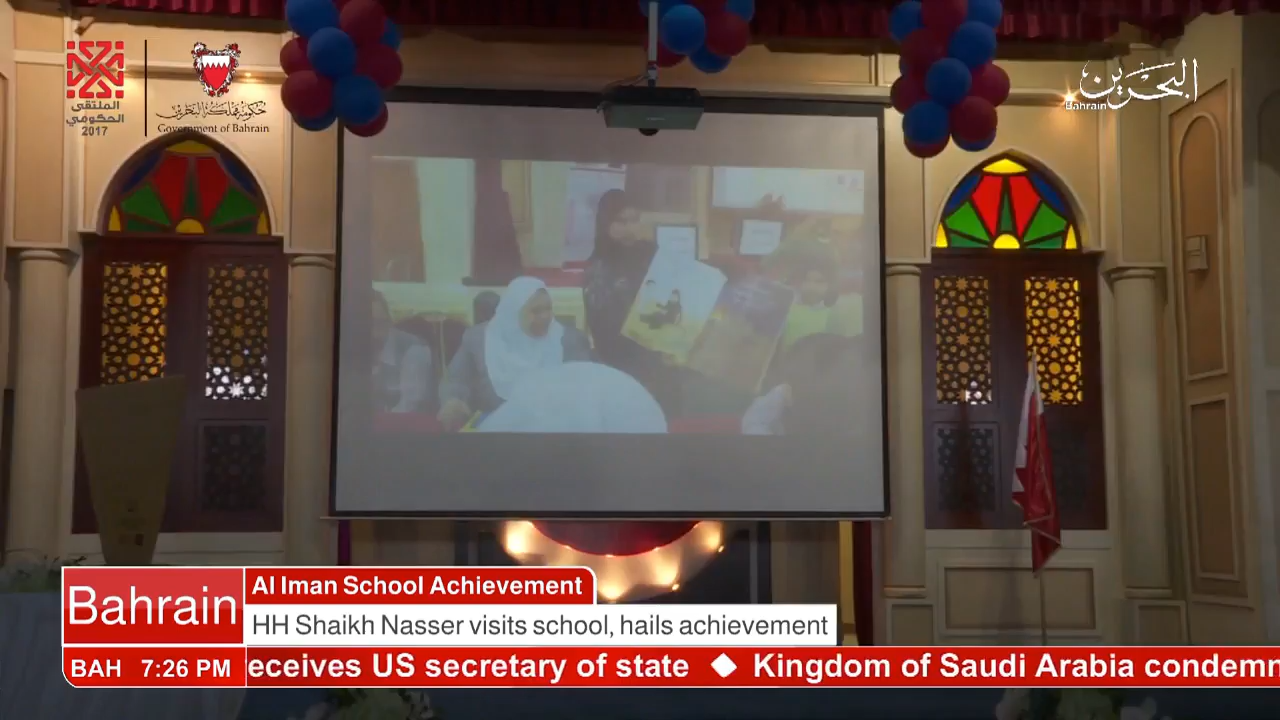 الملتقى
الحكومي
2017
حكومة مملكة البحرين
Government of Bahrain
البحرين
Bahrain
Bahrain
Al Iman School Achievement
HH Shaikh Nasser visits school, hails achievement
BAH 7:26 PM
eceives US secretary of state ◆ Kingdom of Saudi Arabia condemn